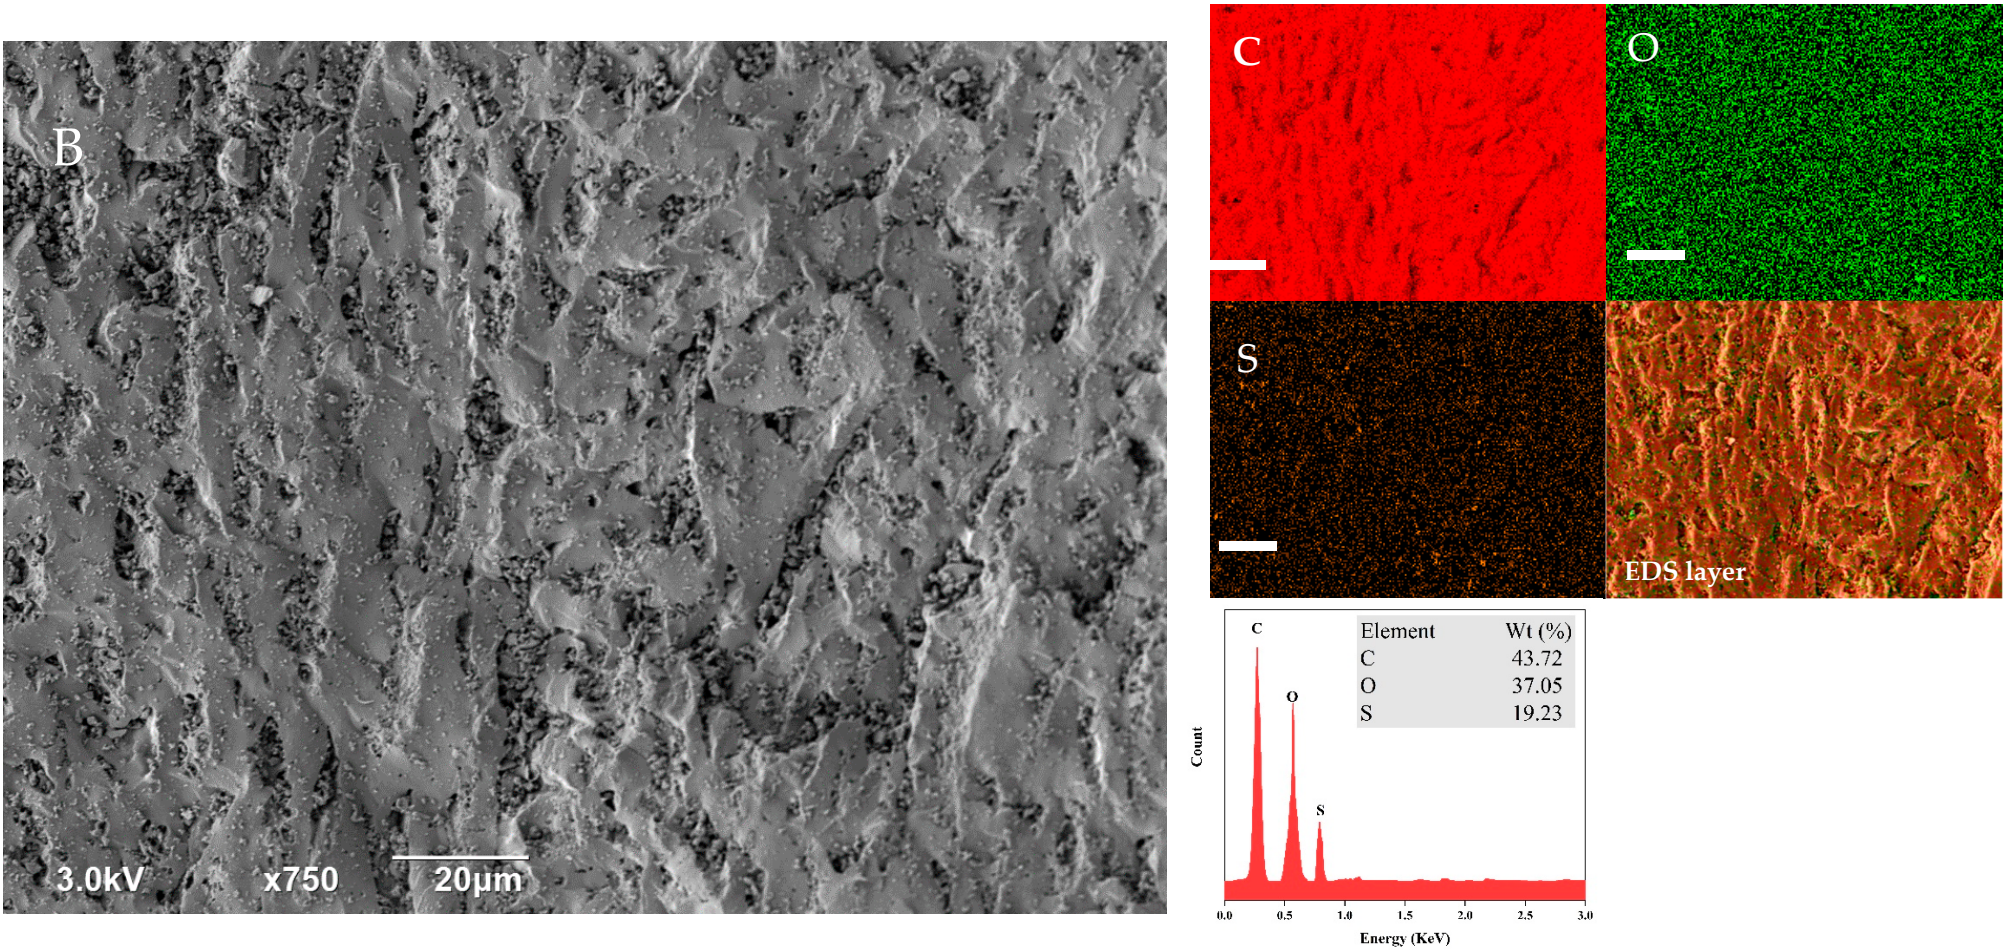 B
3.0kV x750 20µm
C
O
S
EDS layer
C
O
S
Element Wt (%)
C 43.72
O 37.05
S 19.23
Count
0.0 0.5 1.0 1.5 2.0 2.5 3.0
Energy (KeV)